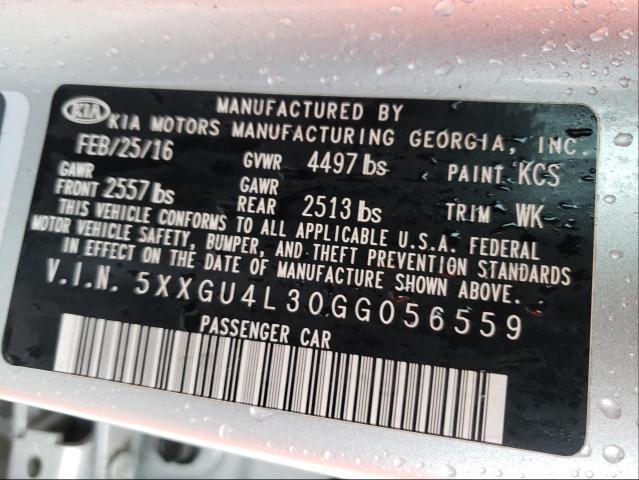 KIA
MANUFACTURED BY
KIA MOTORS MANUFACTURING GEORGIA, INC.
FEB/25/16 GVWR 4497 lbs PAINT KCS
GAWR GAWR
FRONT 2557 lbs REAR 2513 lbs TRIM WK
THIS VEHICLE CONFORMS TO ALL APPLICABLE U.S.A. FEDERAL
MOTOR VEHICLE SAFETY, BUMPER, AND THEFT PREVENTION STANDARDS
IN EFFECT ON THE DATE OF MANUFACTURE SHOWN ABOVE.
V.I.N. 5XXGU4L30GG056559
PASSENGER CAR